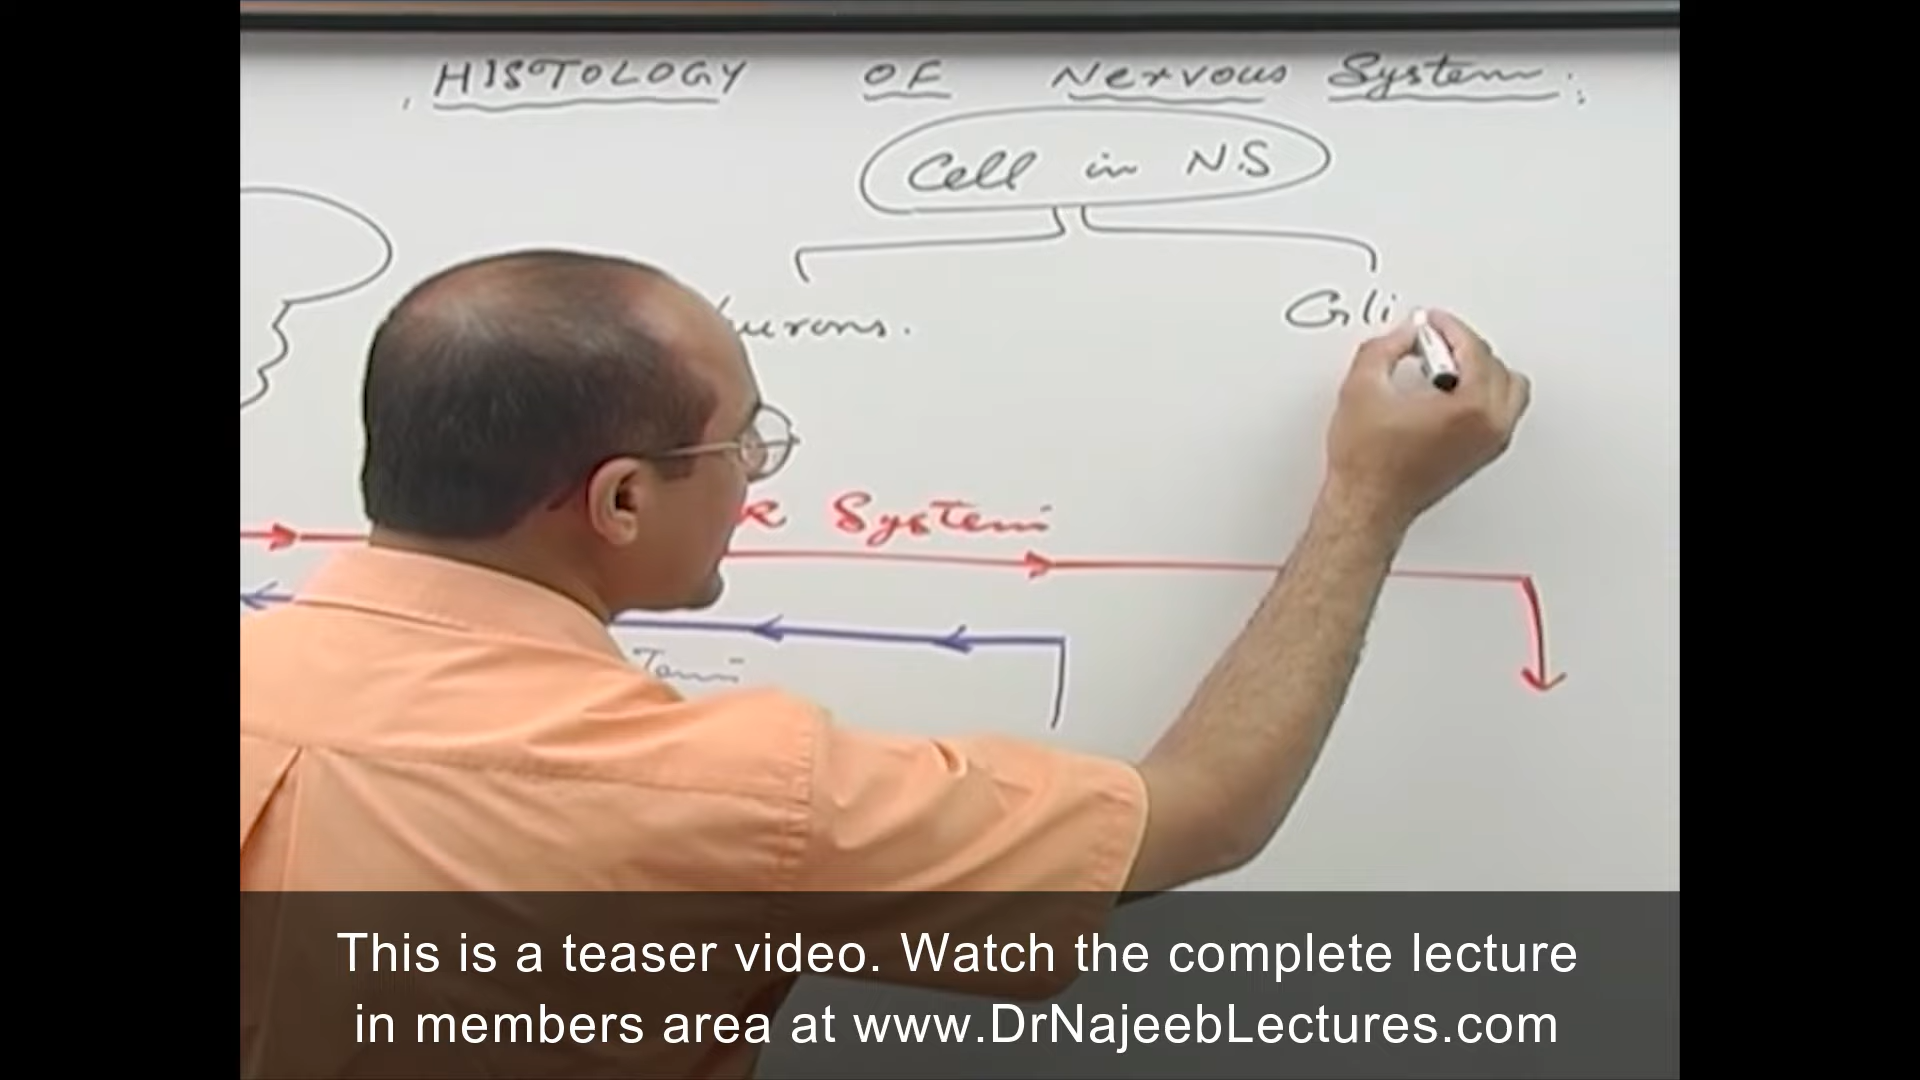 HISTOLOGY OF Nervous System:
Cell in N.S
urons. Gli
System
This is a teaser video. Watch the complete lecture
in members area at www.DrNajeebLectures.com